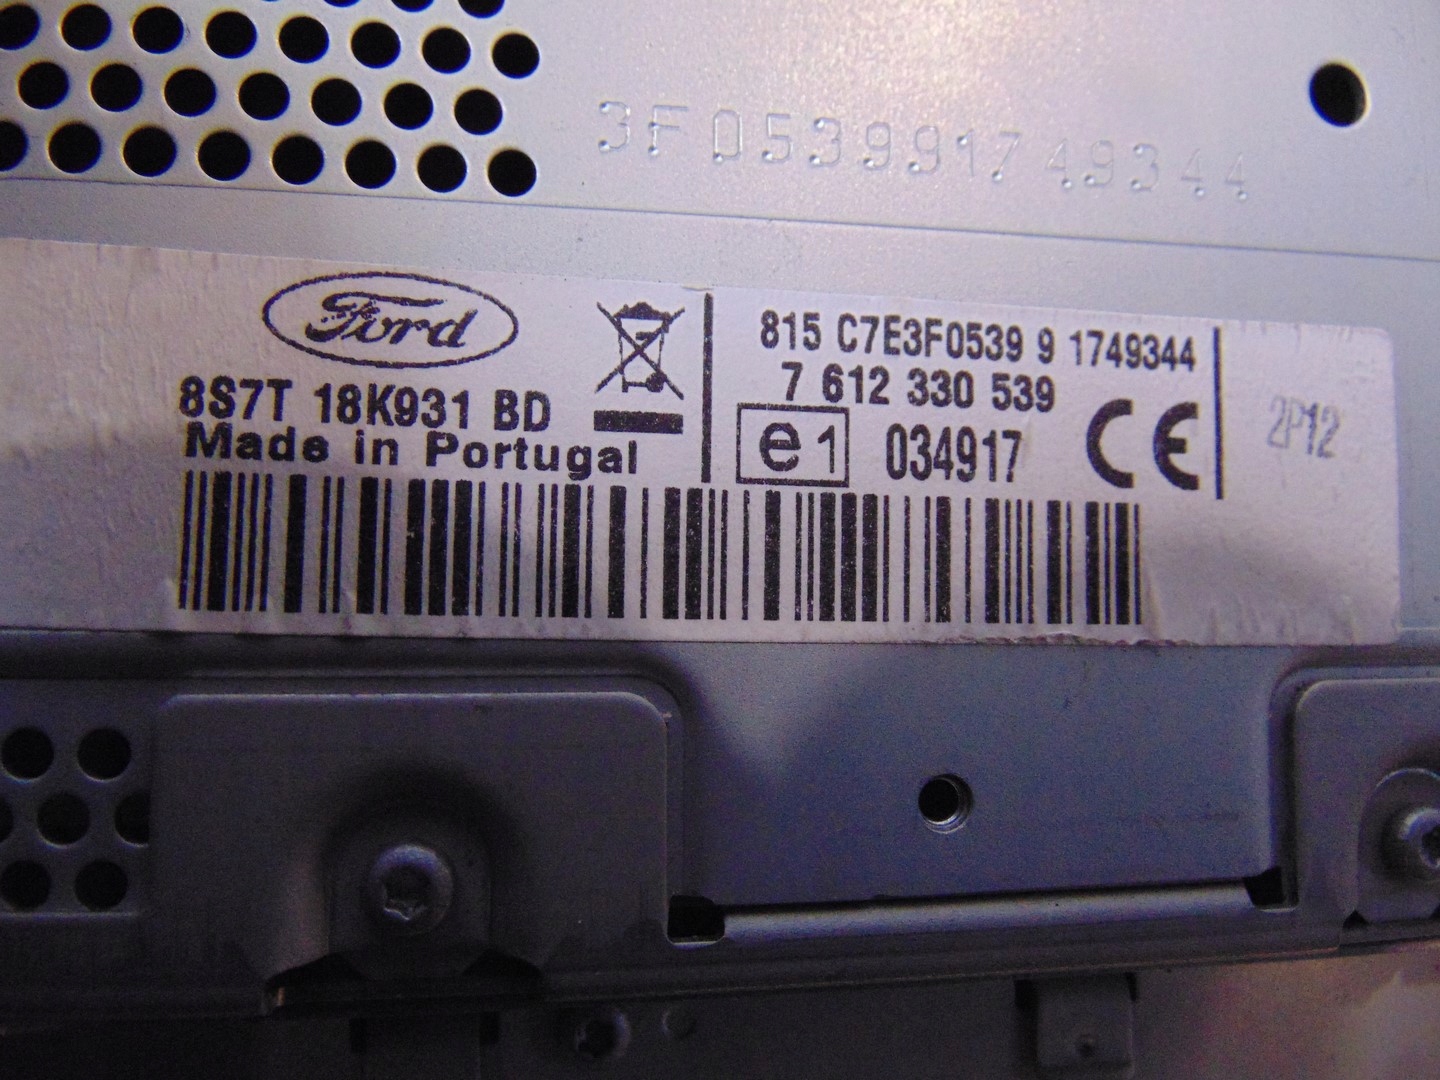 3F053991749344
Ford
8S7T 18K931 BD
Made in Portugal
815 C7E3F0539 9 1749344
7 612 330 539
e1 034917 CE
2P12